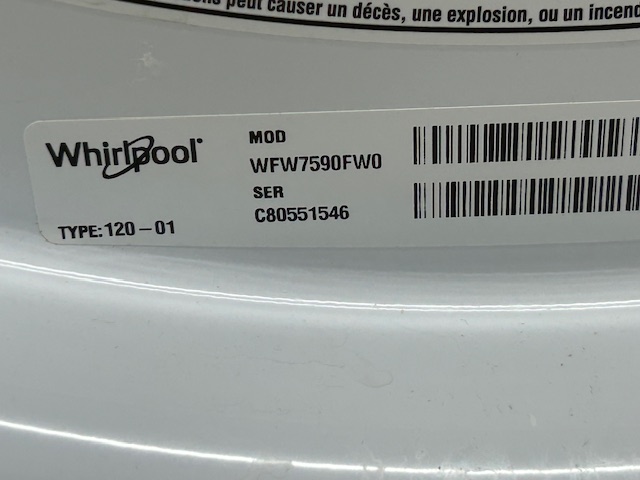 peut causer un décès, une explosion, ou un incend
Whirlpool
MOD
WFW7590FW0
SER
C80551546
TYPE:120-01